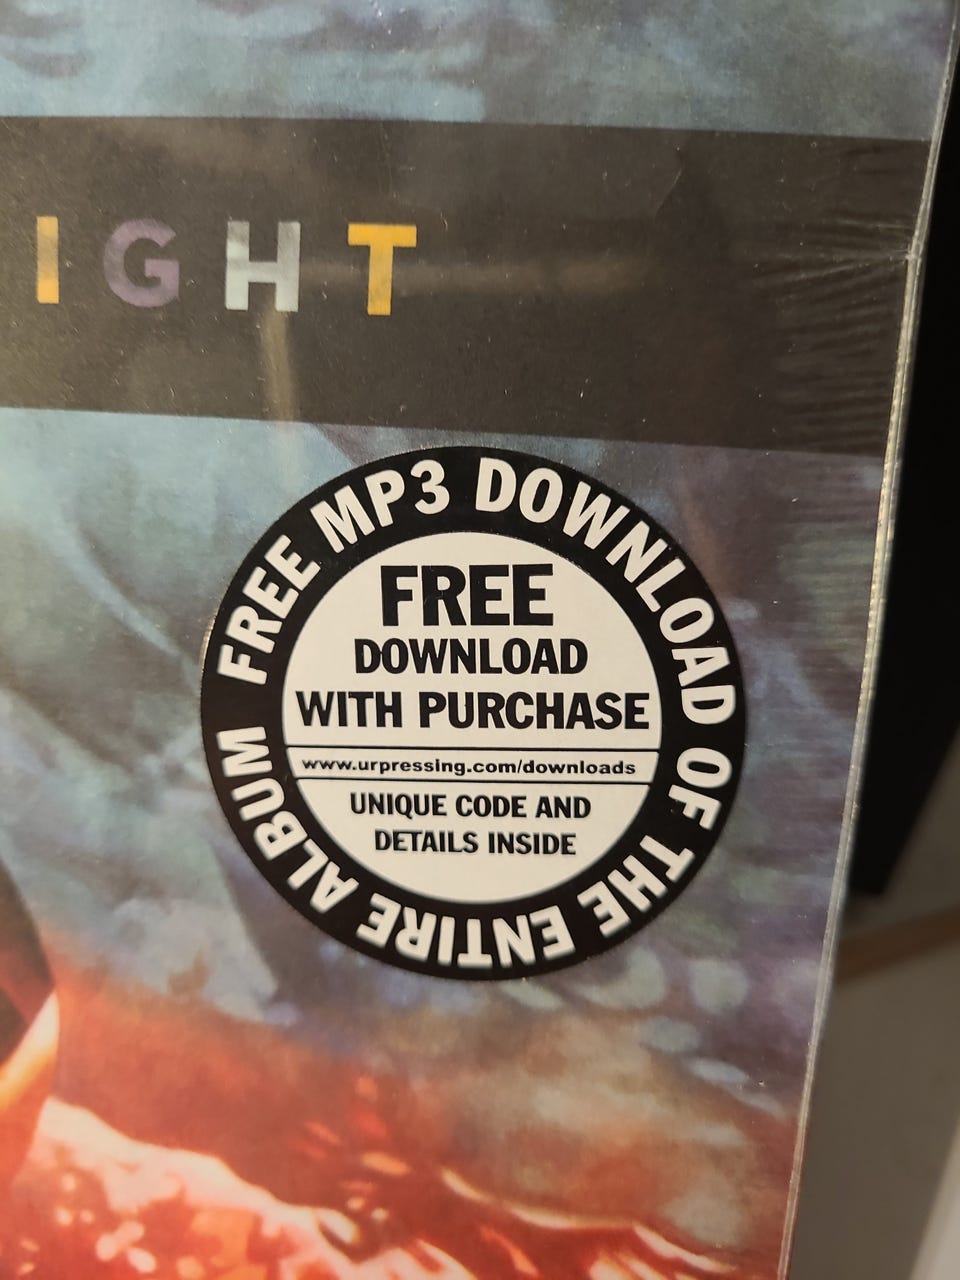 IGHT
FREE MP3 DOWNLOAD OF THE ENTIRE ALBUM
FREE
DOWNLOAD
WITH PURCHASE
www.urpressing.com/downloads
UNIQUE CODE AND
DETAILS INSIDE